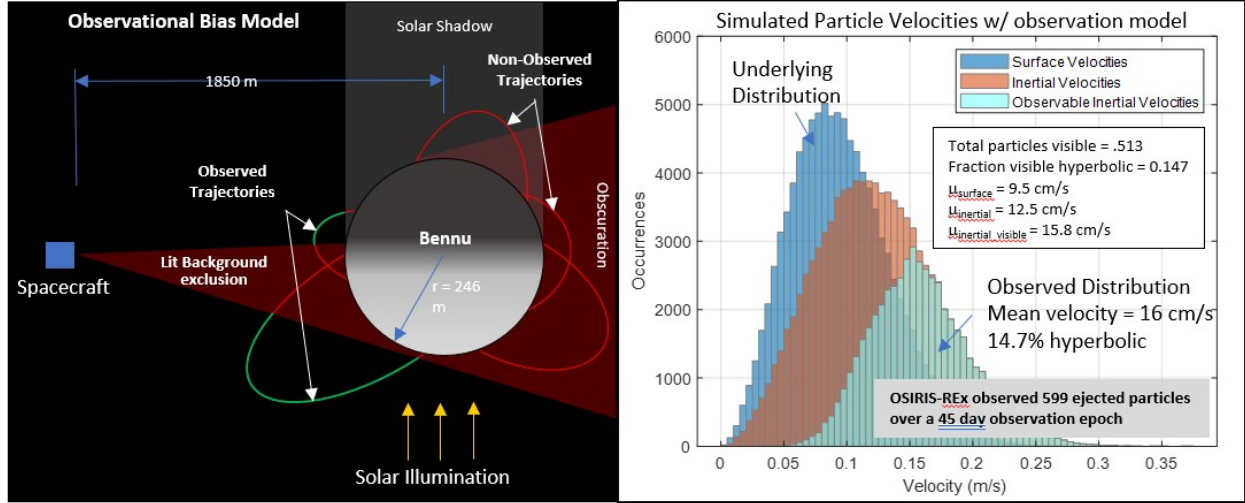 Observational Bias Model
Solar Shadow
Non-Observed
Trajectories
1850 m
Observed
Trajectories
Obscuration
Bennu
Lit Background
exclusion
Spacecraft
r = 246
m
Solar Illumination
Simulated Particle Velocities w/ observation model
6000
5000
4000
3000
2000
1000
0
Occurrences
Underlying
Distribution
Surface Velocities
Inertial Velocities
Observable Inertial Velocities
Total particles visible = .513
Fraction visible hyperbolic = 0.147
μsurface = 9.5 cm/s
μinertial = 12.5 cm/s
μinertial_visible = 15.8 cm/s
Observed Distribution
Mean velocity = 16 cm/s
14.7% hyperbolic
OSIRIS-REx observed 599 ejected particles
over a 45 day observation epoch
0 0.05 0.1 0.15 0.2 0.25 0.3 0.35
Velocity (m/s)